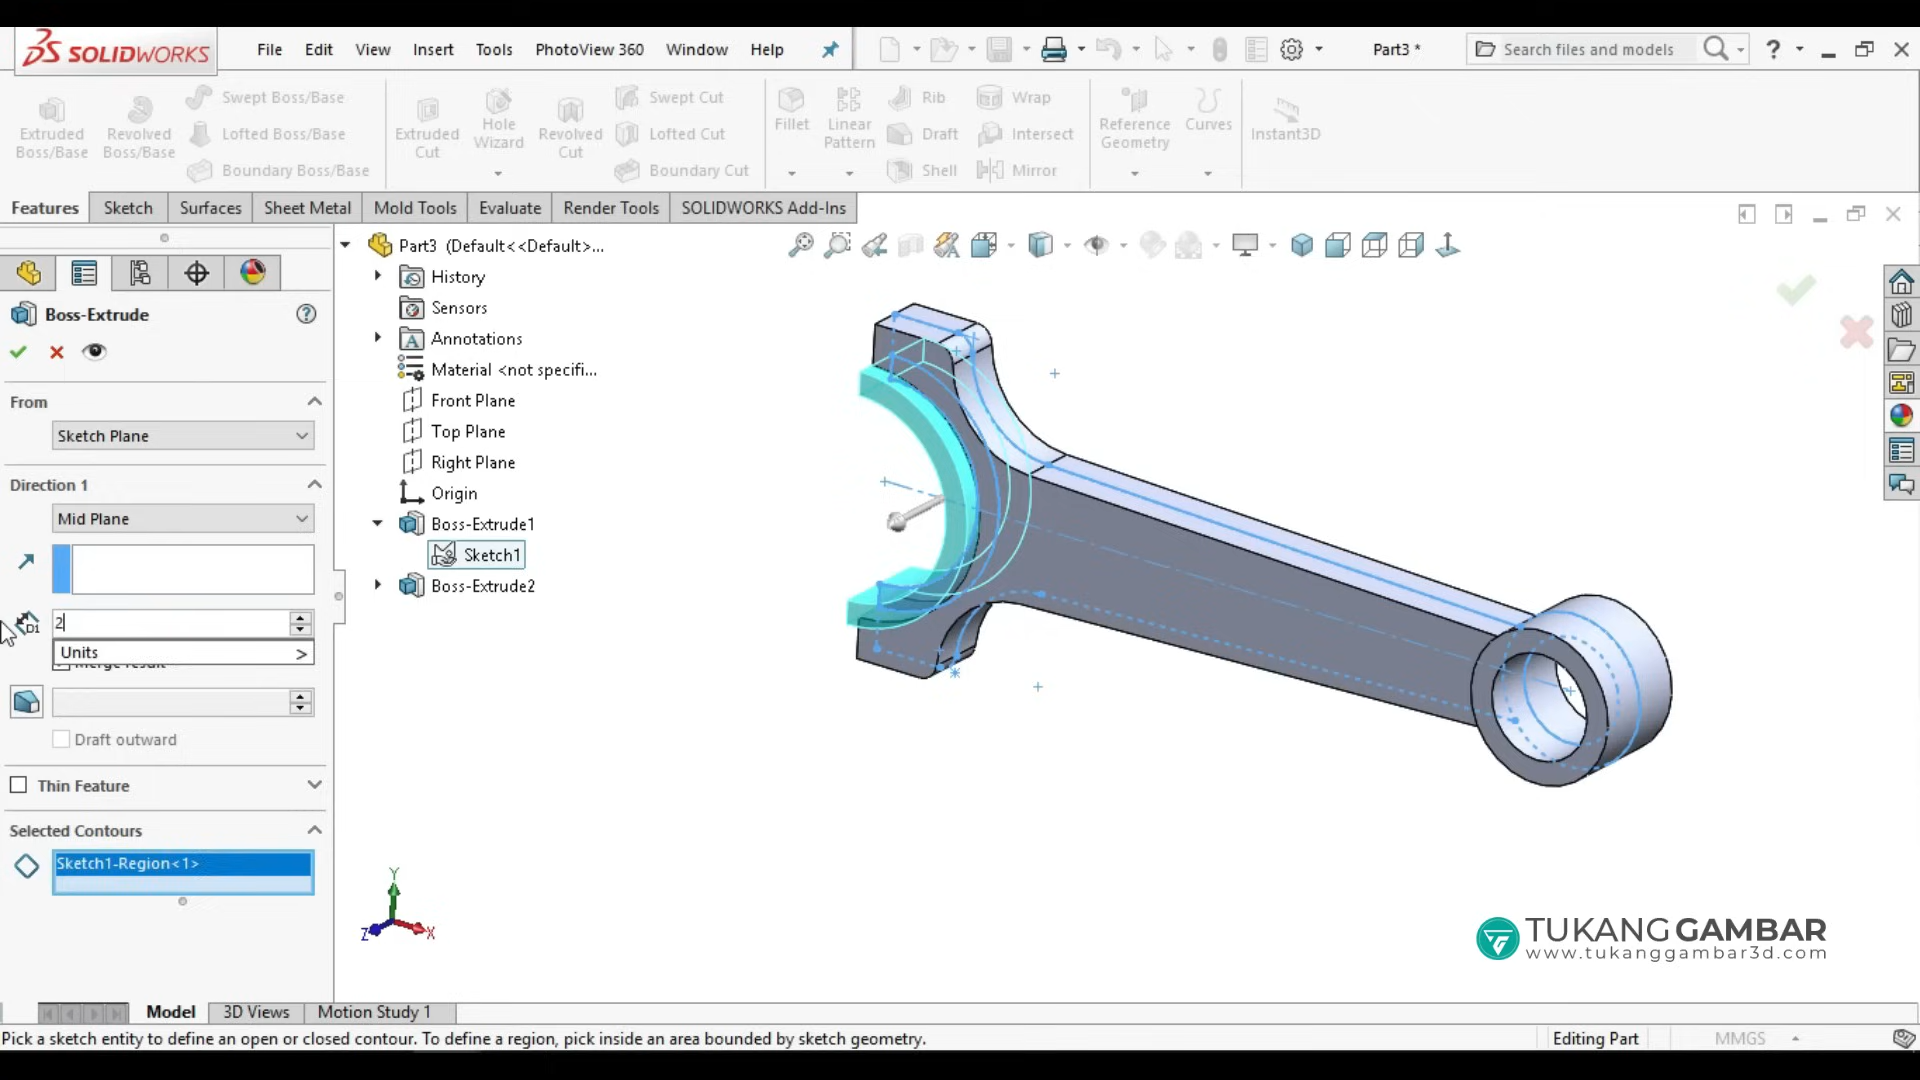 SOLIDWORKS
File Edit View Insert Tools PhotoView 360 Window Help
Part3 *
Search files and models
?
Extruded Boss/Base
Revolved Boss/Base
Swept Boss/Base
Lofted Boss/Base
Boundary Boss/Base
Extruded Cut
Hole Wizard
Revolved Cut
Swept Cut
Lofted Cut
Boundary Cut
Fillet
Linear Pattern
Rib
Draft
Shell
Wrap
Intersect
Mirror
Reference Geometry
Curves
Instant3D
Features Sketch Surfaces Sheet Metal Mold Tools Evaluate Render Tools SOLIDWORKS Add-Ins
Boss-Extrude
From
Sketch Plane
Direction 1
Mid Plane
D1
2
Units >
Merge result
Draft outward
Thin Feature
Selected Contours
Sketch1-Region<1>
Part3 (Default<<Default>...
History
Sensors
Annotations
Material <not specifi...
Front Plane
Top Plane
Right Plane
Origin
Boss-Extrude1
Sketch1
Boss-Extrude2
Y
Z
X
TUKANGGAMBAR
www.tukanggambar3d.com
Model 3D Views Motion Study 1
Pick a sketch entity to define an open or closed contour. To define a region, pick inside an area bounded by sketch geometry.
Editing Part
MMGS